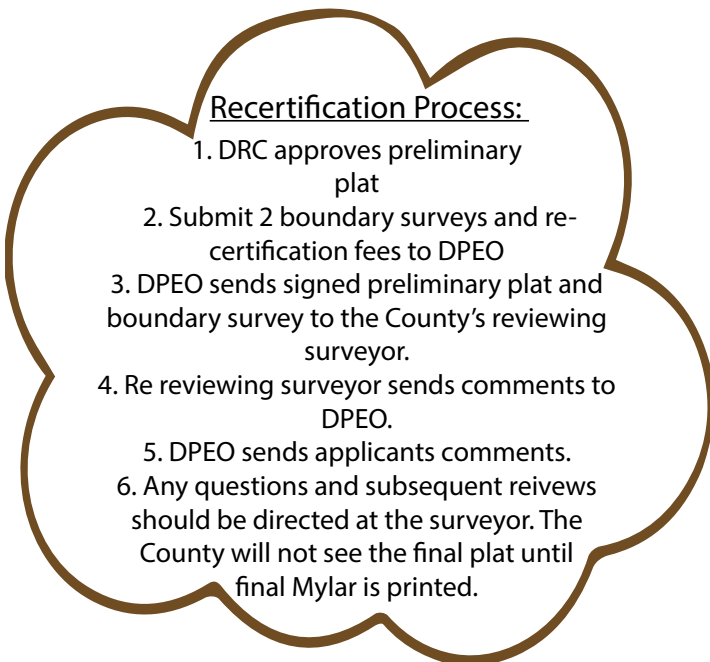 Recertification Process:
1. DRC approves preliminary
plat
2. Submit 2 boundary surveys and re-
certification fees to DPEO
3. DPEO sends signed preliminary plat and
boundary survey to the County's reviewing
surveyor.
4. Re reviewing surveyor sends comments to
DPEO.
5. DPEO sends applicants comments.
6. Any questions and subsequent reivews
should be directed at the surveyor. The
County will not see the final plat until
final Mylar is printed.